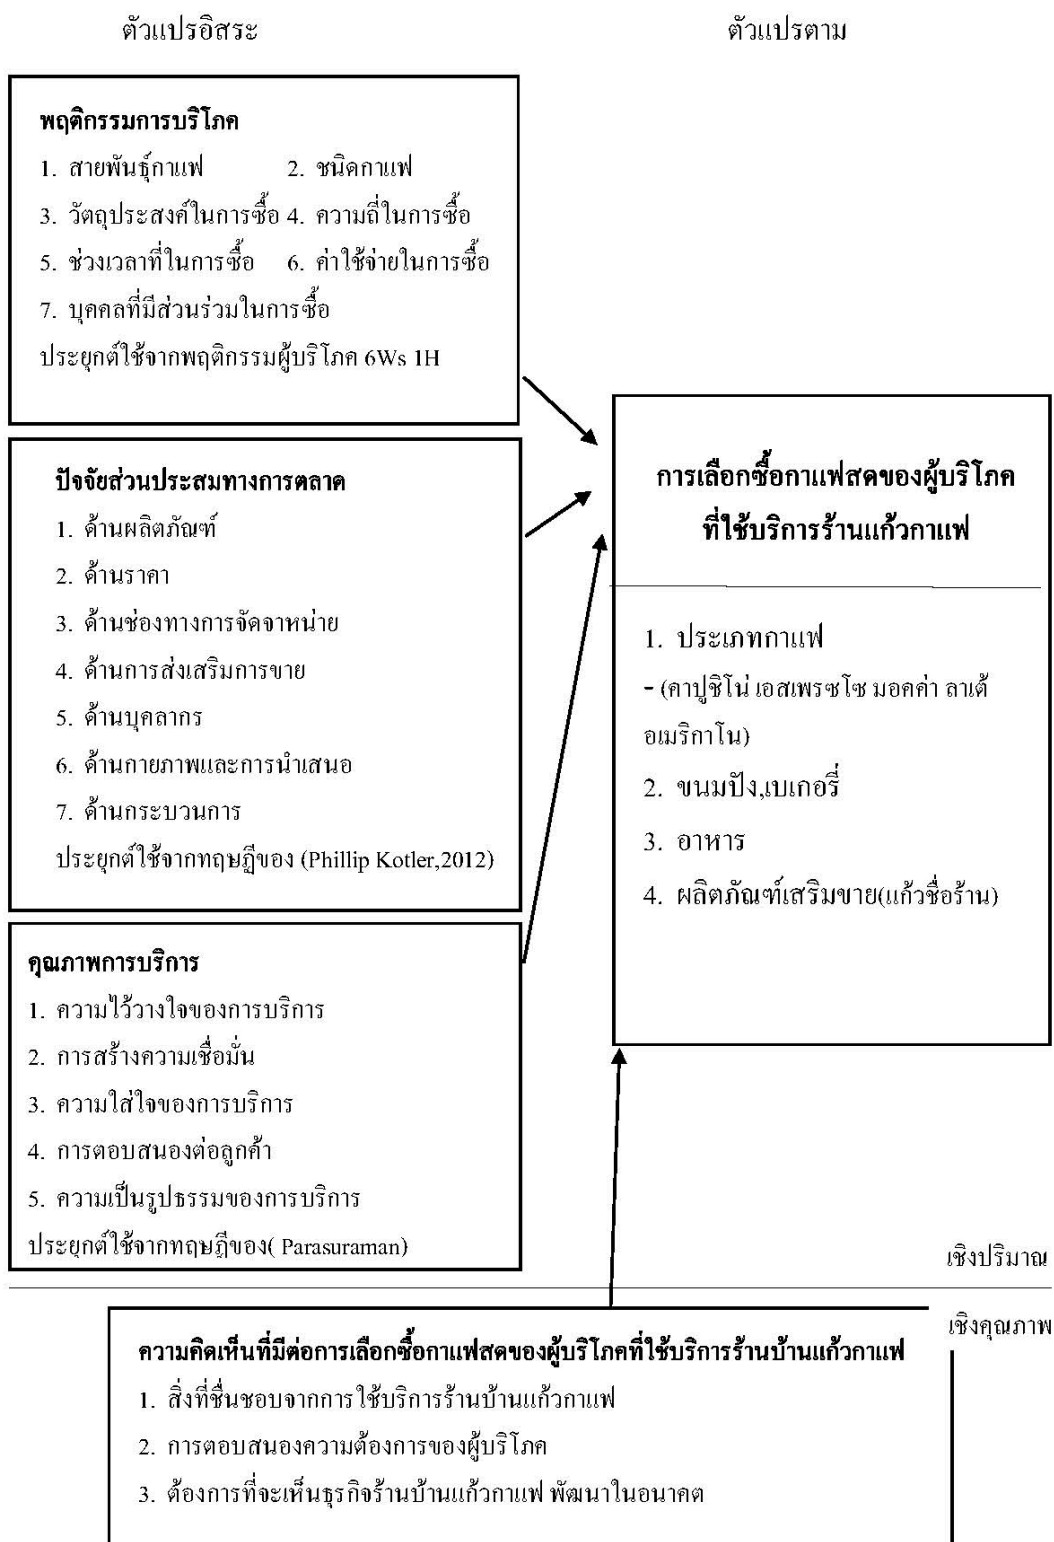 ตัวแปรอิสระ
ตัวแปรตาม
พฤติกรรมการบริโภค
1. สายพันธุ์กาแฟ 2. ชนิดกาแฟ
3. วัตถุประสงค์ในการซื้อ 4. ความถี่ในการซื้อ
5. ช่วงเวลาที่ในการซื้อ 6. ค่าใช้จ่ายในการซื้อ
7. บุคคลที่มีส่วนร่วมในการซื้อ
ประยุกต์ใช้จากพฤติกรรมผู้บริโภค 6Ws 1H
ปัจจัยส่วนประสมทางการตลาด
1. ด้านผลิตภัณฑ์
2. ด้านราคา
3. ด้านช่องทางการจัดจาหน่าย
4. ด้านการส่งเสริมการขาย
5. ด้านบุคลากร
6. ด้านกายภาพและการนำเสนอ
7. ด้านกระบวนการ
ประยุกต์ใช้จากทฤษฎีของ (Phillip Kotler,2012)
คุณภาพการบริการ
1. ความไว้วางใจของการบริการ
2. การสร้างความเชื่อมั่น
3. ความใส่ใจของการบริการ
4. การตอบสนองต่อลูกค้า
5. ความเป็นรูปธรรมของการบริการ
ประยุกต์ใช้จากทฤษฎีของ( Parasuraman)
การเลือกซื้อกาแฟสดของผู้บริโภค
ที่ใช้บริการร้านแก้วกาแฟ
1. ประเภทกาแฟ
- (คาปูชิโน่ เอสเพรซโซ มอคค่า ลาเต้
อเมริกาโน)
2. ขนมปัง,เบเกอรี่
3. อาหาร
4. ผลิตภัณฑ์เสริมขาย(แก้วชื่อร้าน)
เชิงปริมาณ
เชิงคุณภาพ
ความคิดเห็นที่มีต่อการเลือกซื้อกาแฟสดของผู้บริโภคที่ใช้บริการร้านบ้านแก้วกาแฟ
1. สิ่งที่ชื่นชอบจากการใช้บริการร้านบ้านแก้วกาแฟ
2. การตอบสนองความต้องการของผู้บริโภค
3. ต้องการที่จะเห็นธุรกิจร้านบ้านแก้วกาแฟ พัฒนาในอนาคต